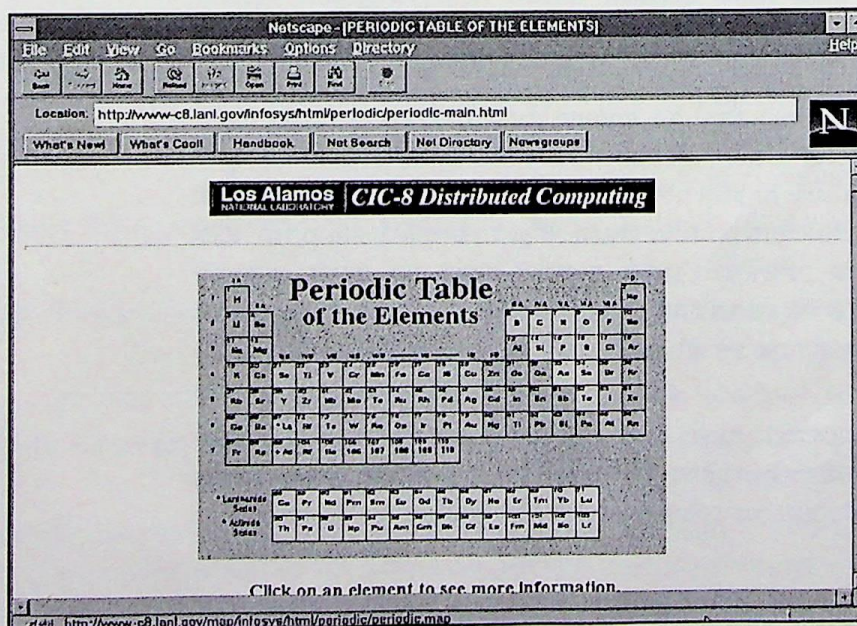 Netscape - [PERIODIC TABLE OF THE ELEMENTS]
File Edit View Go Bookmarks Options Directory Help
Back Home Reload Open Print Find
Location: http://www-c8.lanl.gov/infosys/html/periodic/periodic-main.html
N
What's New! What's Cool! Handbook Net Search Net Directory Newsgroups
Los Alamos NATIONAL LABORATORY CIC-8 Distributed Computing
Periodic Table
of the Elements
H He
Li Be B C N O F Ne
Na Mg Al Si P S Cl Ar
K Ca Sc Ti V Cr Mn Fe Co Ni Cu Zn Ga Ge As Se Br Kr
Rb Sr Y Zr Nb Mo Tc Ru Rh Pd Ag Cd In Sn Sb Te I Xe
Cs Ba * La Hf Ta W Re Os Ir Pt Au Hg Tl Pb Bi Po At Rn
Fr Ra + Ac Rf Ha 106 107 108 109 110
* Lanthanide Series Ce Pr Nd Pm Sm Eu Gd Tb Dy Ho Er Tm Yb Lu
Actinide Series Th Pa U Np Pu Am Cm Bk Cf Es Fm Md No Lr
Click on an element to see more information.
http://www-c8.lanl.gov/map/infosys/html/periodic/periodic.map